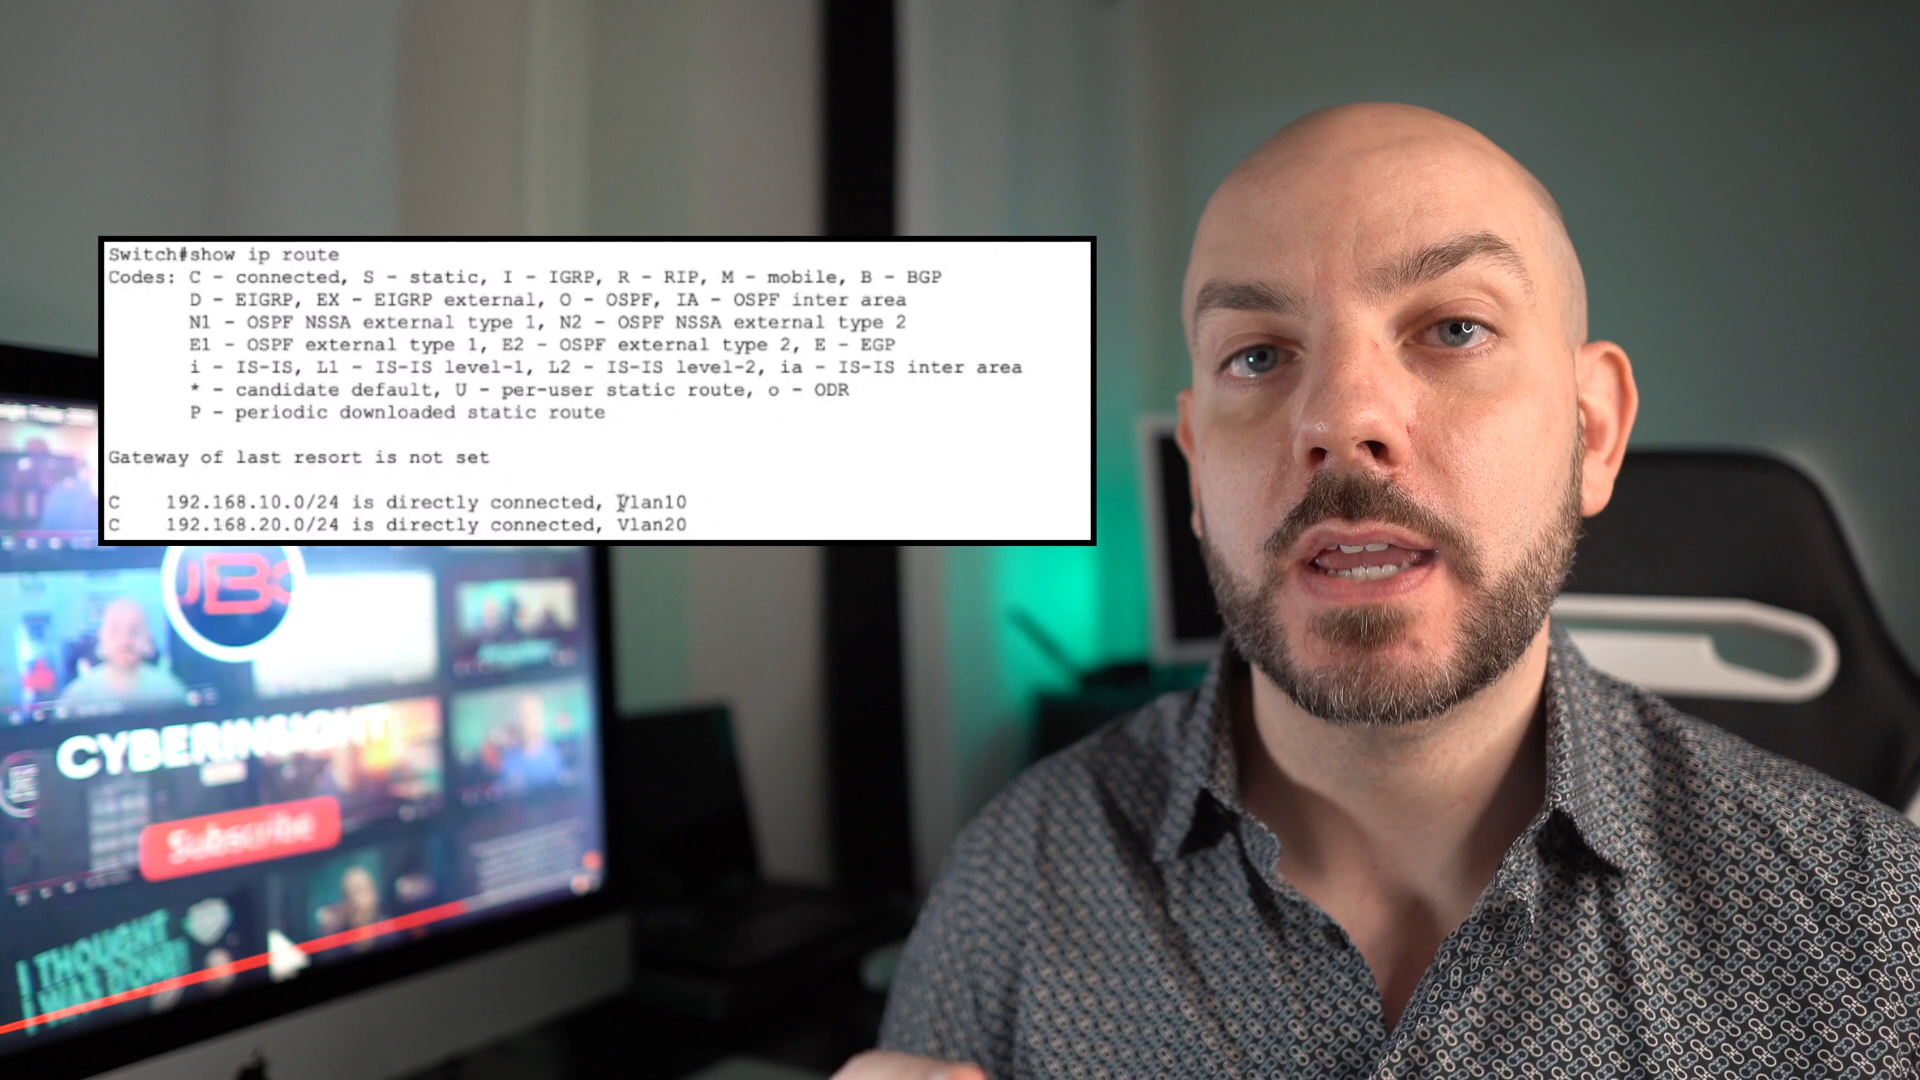 Switch#show ip route
Codes: C - connected, S - static, I - IGRP, R - RIP, M - mobile, B - BGP
D - EIGRP, EX - EIGRP external, O - OSPF, IA - OSPF inter area
N1 - OSPF NSSA external type 1, N2 - OSPF NSSA external type 2
E1 - OSPF external type 1, E2 - OSPF external type 2, E - EGP
i - IS-IS, L1 - IS-IS level-1, L2 - IS-IS level-2, ia - IS-IS inter area
* - candidate default, U - per-user static route, o - ODR
P - periodic downloaded static route
Gateway of last resort is not set
C 192.168.10.0/24 is directly connected, Vlan10
C 192.168.20.0/24 is directly connected, Vlan20
CYBERINSIGHT
Subscribe
I THOUGHT
I WAS DONE!